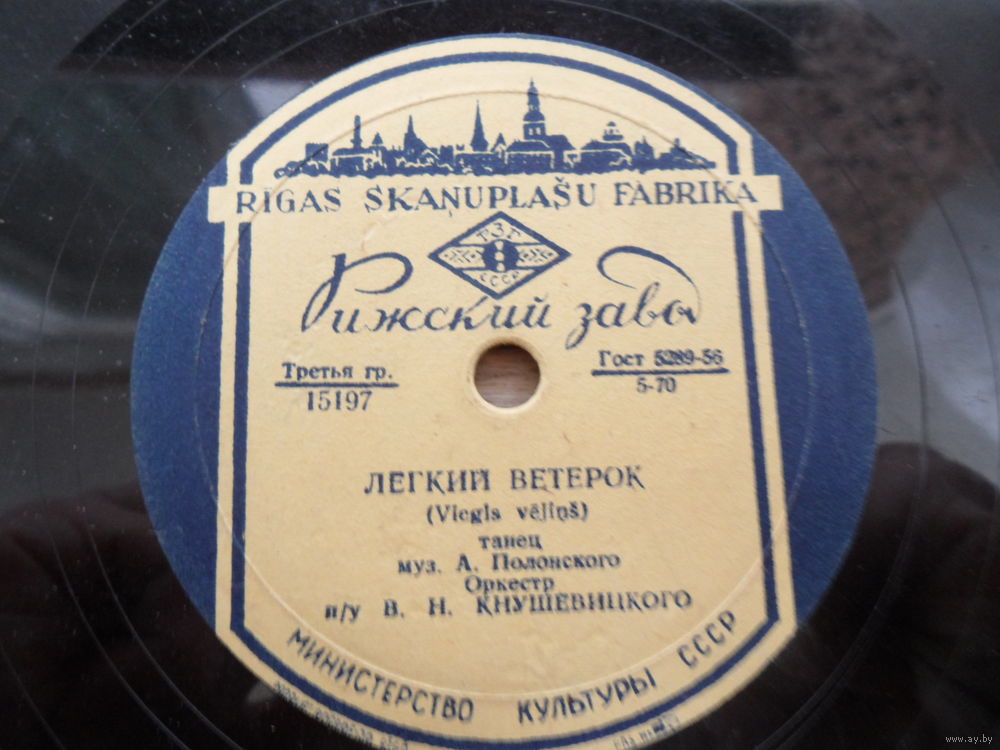 RĪGAS SKAŅUPLAŠU FABRIKA
РЗГ
СССР
Рижский завод
Третья гр.
15197
Гост 5289-56
5-70
ЛЕГКИЙ ВЕТЕРОК
(Viegls vējiņš)
танец
муз. А. Полонского
Оркестр
п/у В. Н. КНУШЕВИЦКОГО
МИНИСТЕРСТВО КУЛЬТУРЫ СССР
www.ay.by